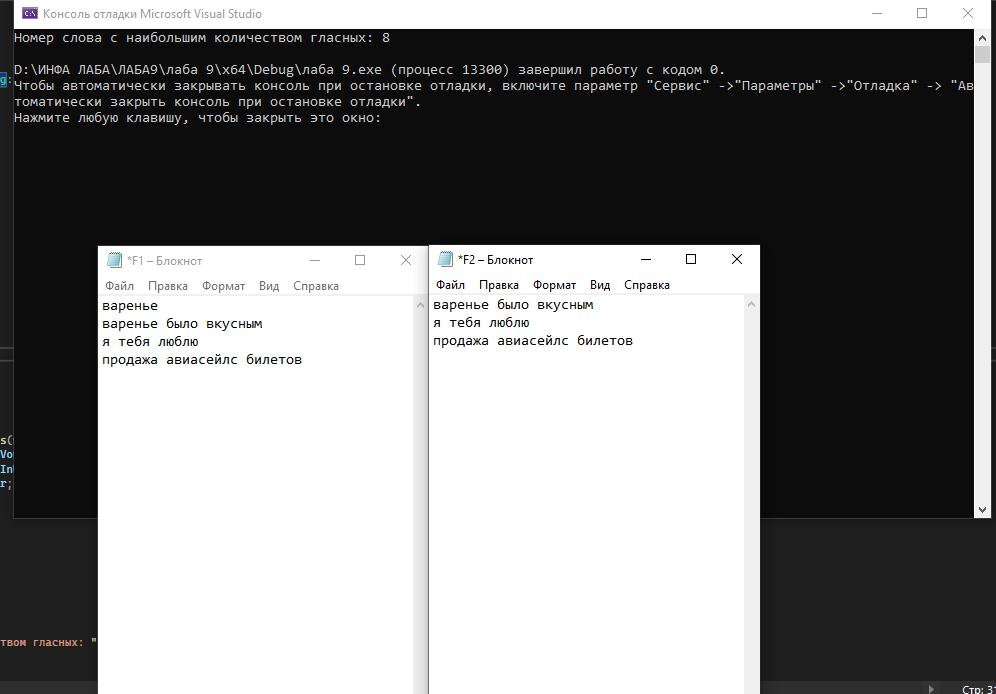 Консоль отладки Microsoft Visual Studio
Номер слова с наибольшим количеством гласных: 8
D:\ИНФА ЛАБА\ЛАБА9\лаба 9\x64\Debug\лаба 9.exe (процесс 13300) завершил работу с кодом 0.
Чтобы автоматически закрывать консоль при остановке отладки, включите параметр "Сервис" ->"Параметры" ->"Отладка" -> "Ав
томатически закрыть консоль при остановке отладки".
Нажмите любую клавишу, чтобы закрыть это окно:
*F1 – Блокнот
Файл Правка Формат Вид Справка
варенье
варенье было вкусным
я тебя люблю
продажа авиасейлс билетов
*F2 – Блокнот
Файл Правка Формат Вид Справка
варенье было вкусным
я тебя люблю
продажа авиасейлс билетов
g:
s(
Vo
In
r;
твом гласных: "
Стр: 3